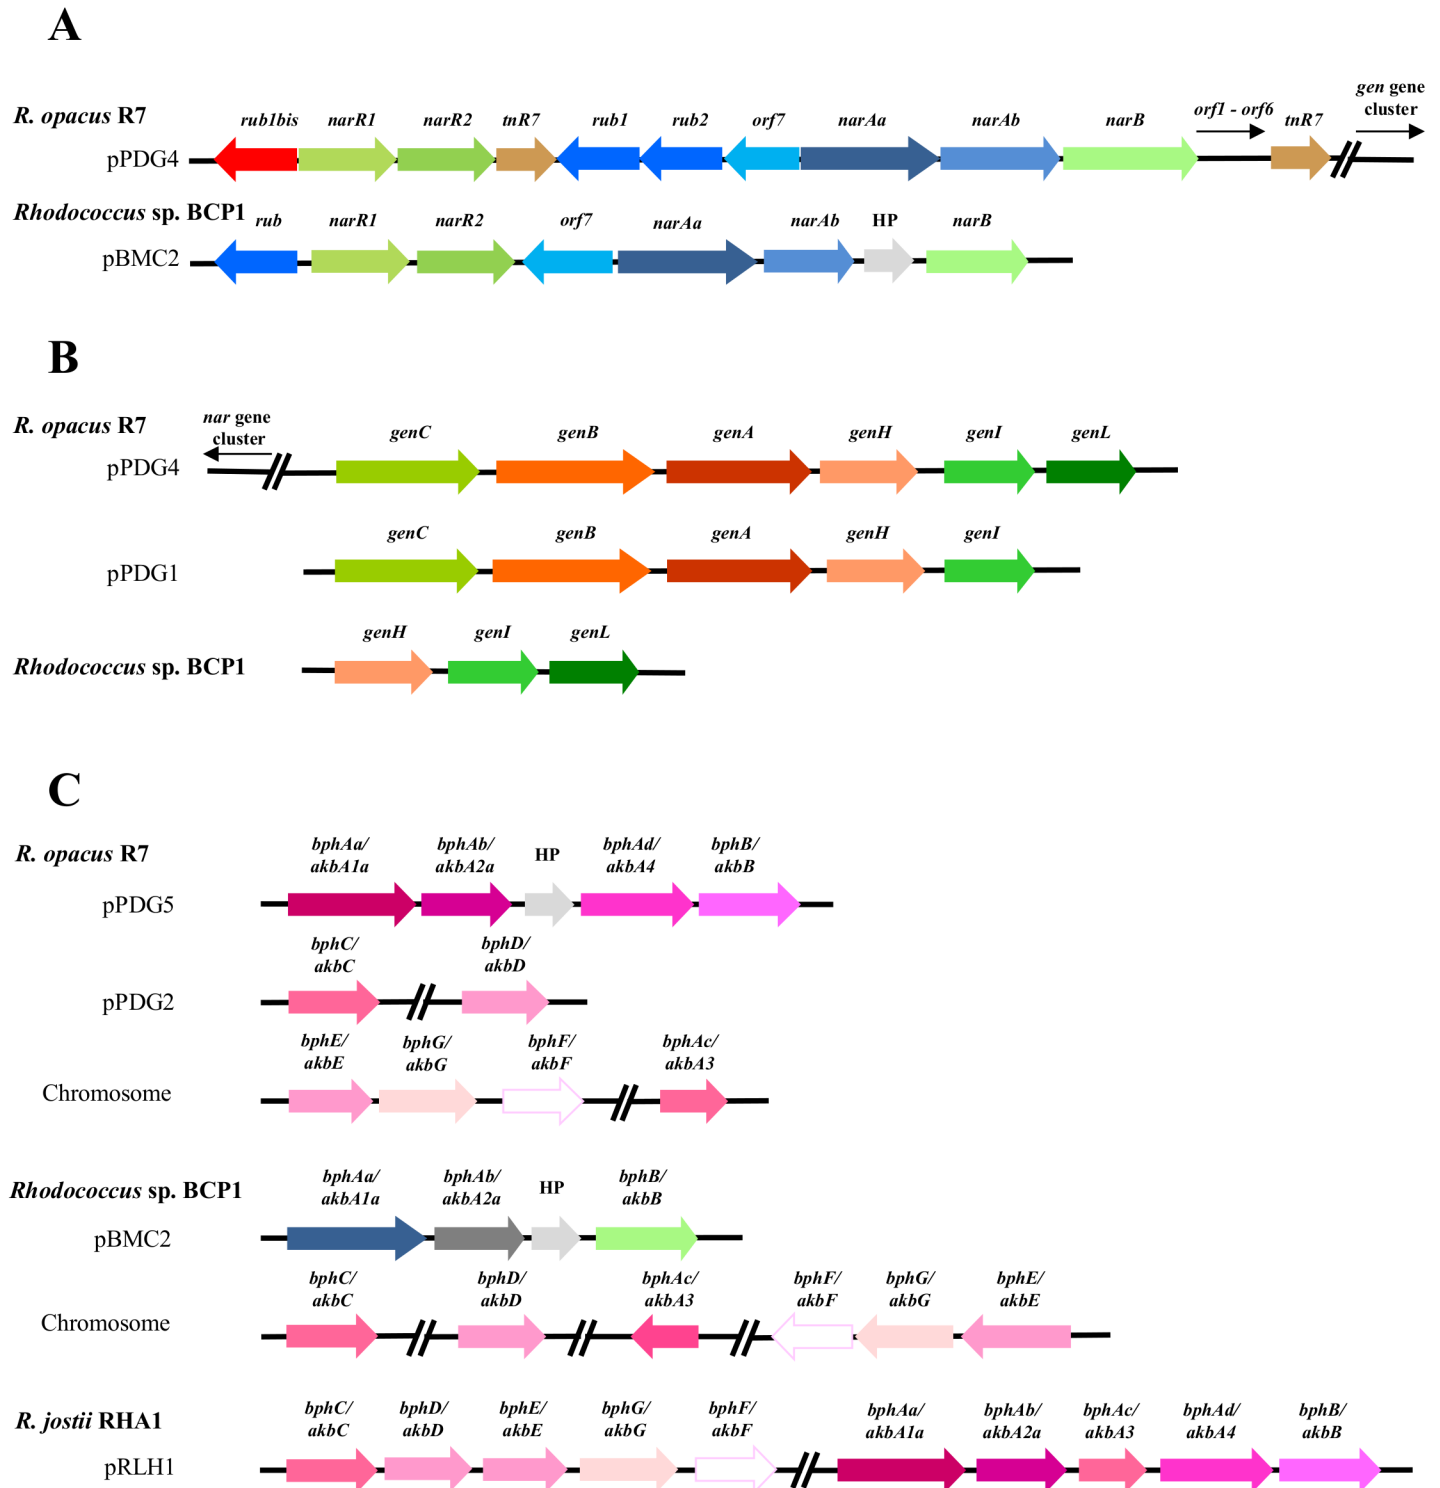 A
R. opacus R7
rub1bis narR1 narR2 tnR7 rub1 rub2 orf7 narAa narAb narB orf1 - orf6 tnR7 gen gene
cluster
pPDG4
Rhodococcus sp. BCP1
rub narR1 narR2 orf7 narAa narAb HP narB
pBMC2
B
R. opacus R7
nar gene
cluster
genC genB genA genH genI genL
pPDG4
genC genB genA genH genI
pPDG1
genH genI genL
Rhodococcus sp. BCP1
C
R. opacus R7
bphAa/ bphAb/ HP bphAd/ bphB/
akbA1a akbA2a akbA4 akbB
pPDG5
bphC/ bphD/
akbC akbD
pPDG2
bphE/ bphG/ bphF/ bphAc/
akbE akbG akbF akbA3
Chromosome
Rhodococcus sp. BCP1
bphAa/ bphAb/ HP bphB/
akbA1a akbA2a akbB
pBMC2
bphC/ bphD/ bphAc/ bphF/ bphG/ bphE/
akbC akbD akbA3 akbF akbG akbE
Chromosome
R. jostii RHA1
bphC/ bphD/ bphE/ bphG/ bphF/ bphAa/ bphAb/ bphAc/ bphAd/ bphB/
akbC akbD akbE akbG akbF akbA1a akbA2a akbA3 akbA4 akbB
pRLH1